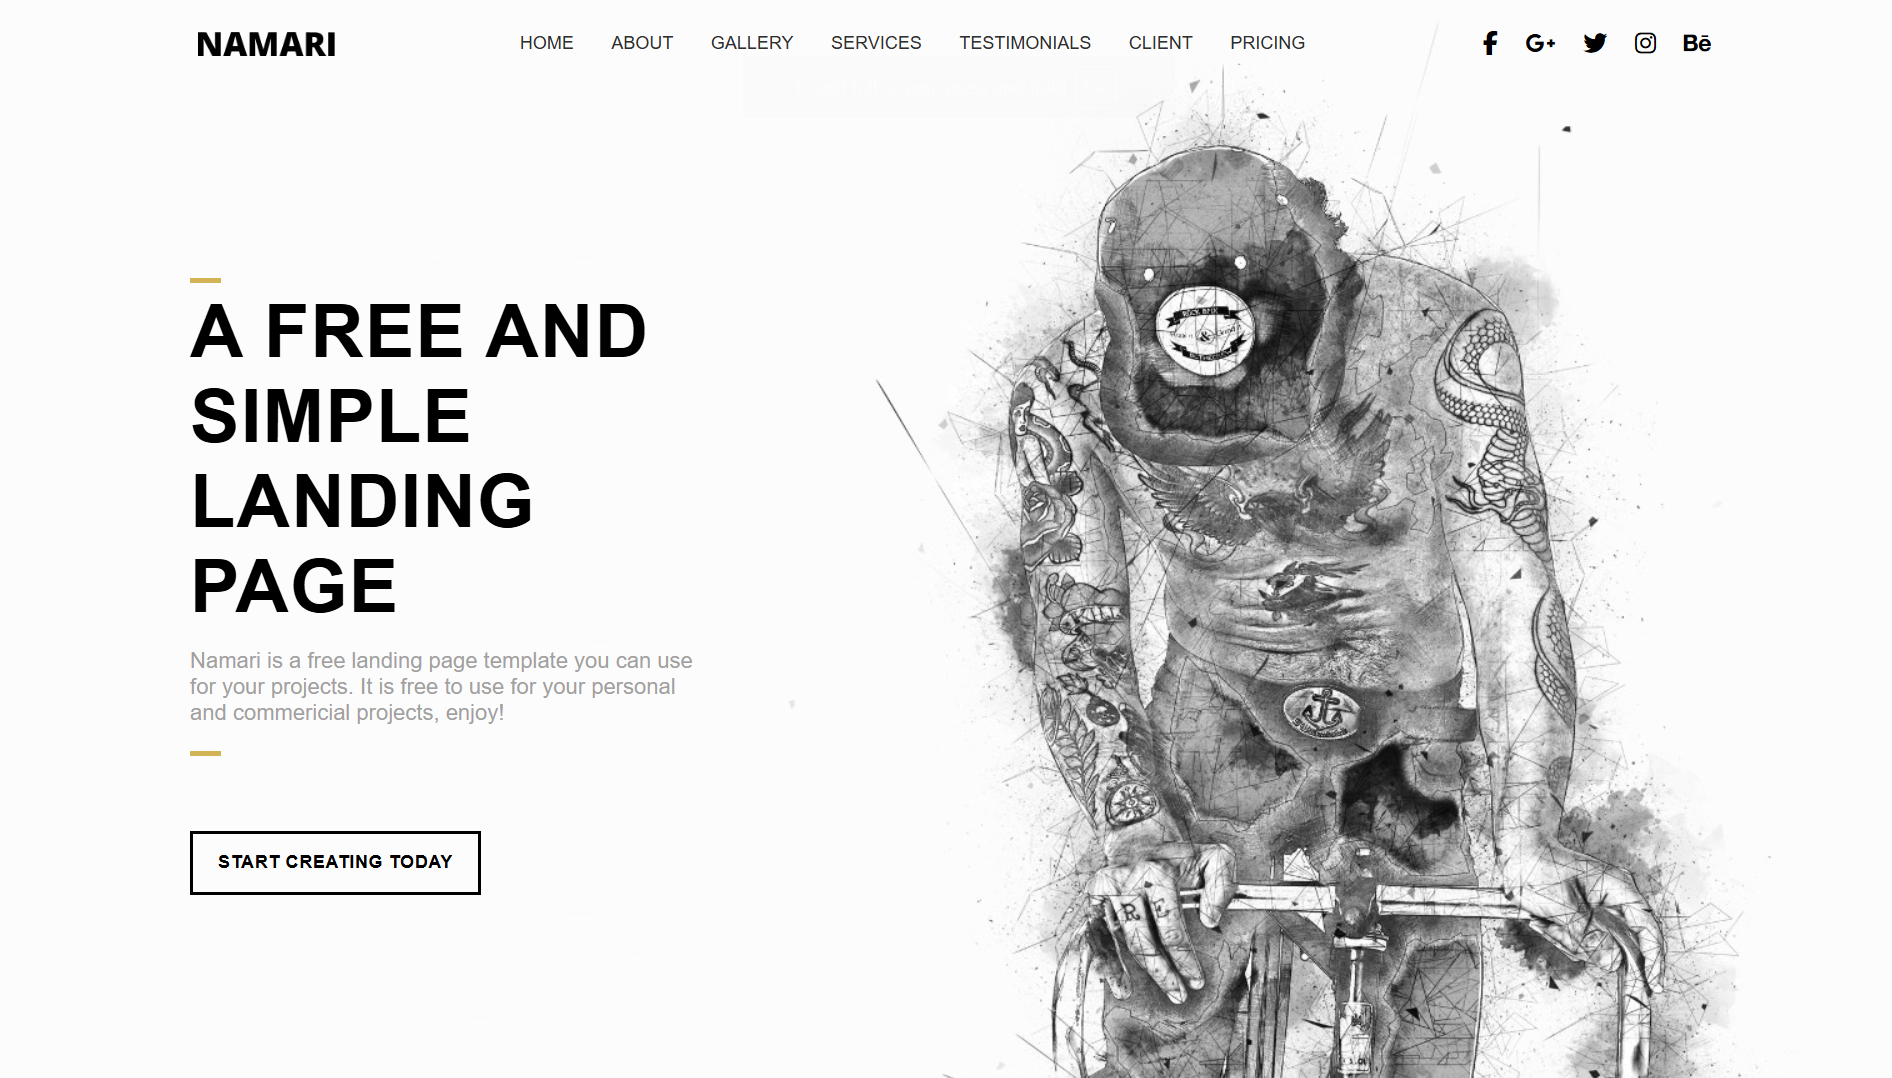 NAMARI
HOME ABOUT GALLERY SERVICES TESTIMONIALS CLIENT PRICING
Bē
A FREE AND
SIMPLE
LANDING
PAGE
Namari is a free landing page template you can use
for your projects. It is free to use for your personal
and commericial projects, enjoy!
START CREATING TODAY
&
R E